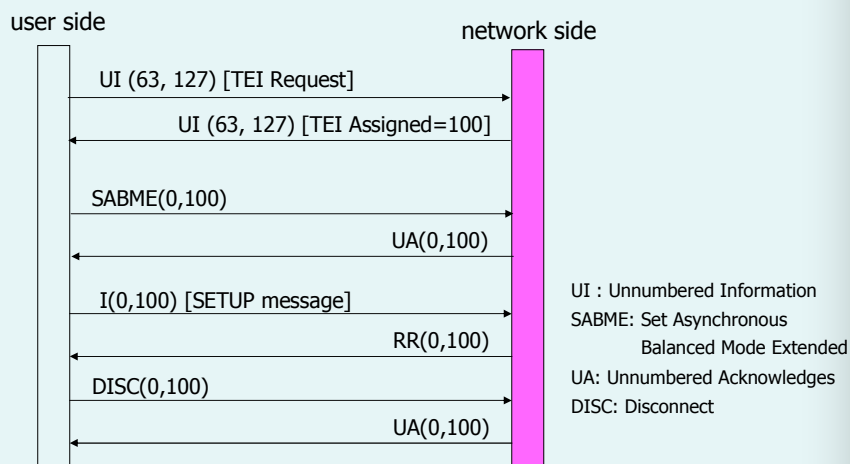 user side
network side
UI (63, 127) [TEI Request]
UI (63, 127) [TEI Assigned=100]
SABME(0,100)
UA(0,100)
I(0,100) [SETUP message]
RR(0,100)
DISC(0,100)
UA(0,100)
UI : Unnumbered Information
SABME: Set Asynchronous
Balanced Mode Extended
UA: Unnumbered Acknowledges
DISC: Disconnect